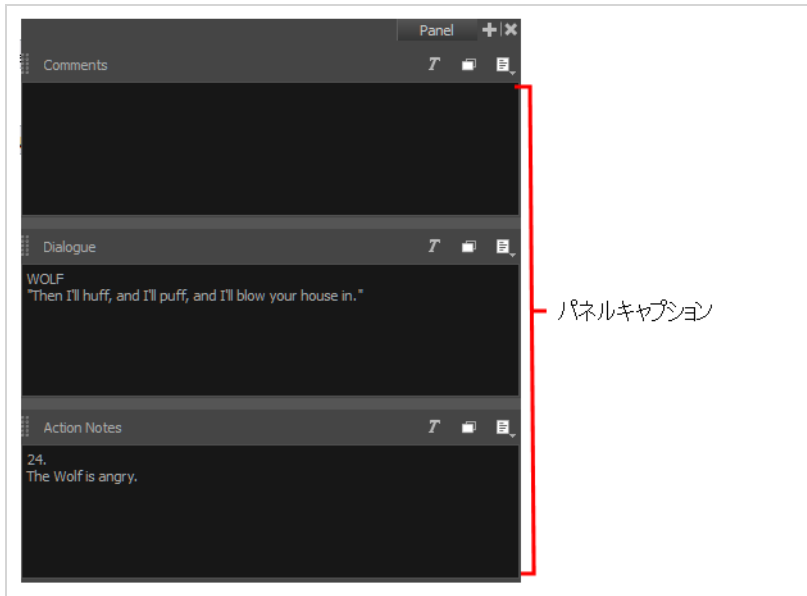 Panel
Comments
Dialogue
WOLF
"Then I'll huff, and I'll puff, and I'll blow your house in."
パネルキャプション
Action Notes
24.
The Wolf is angry.